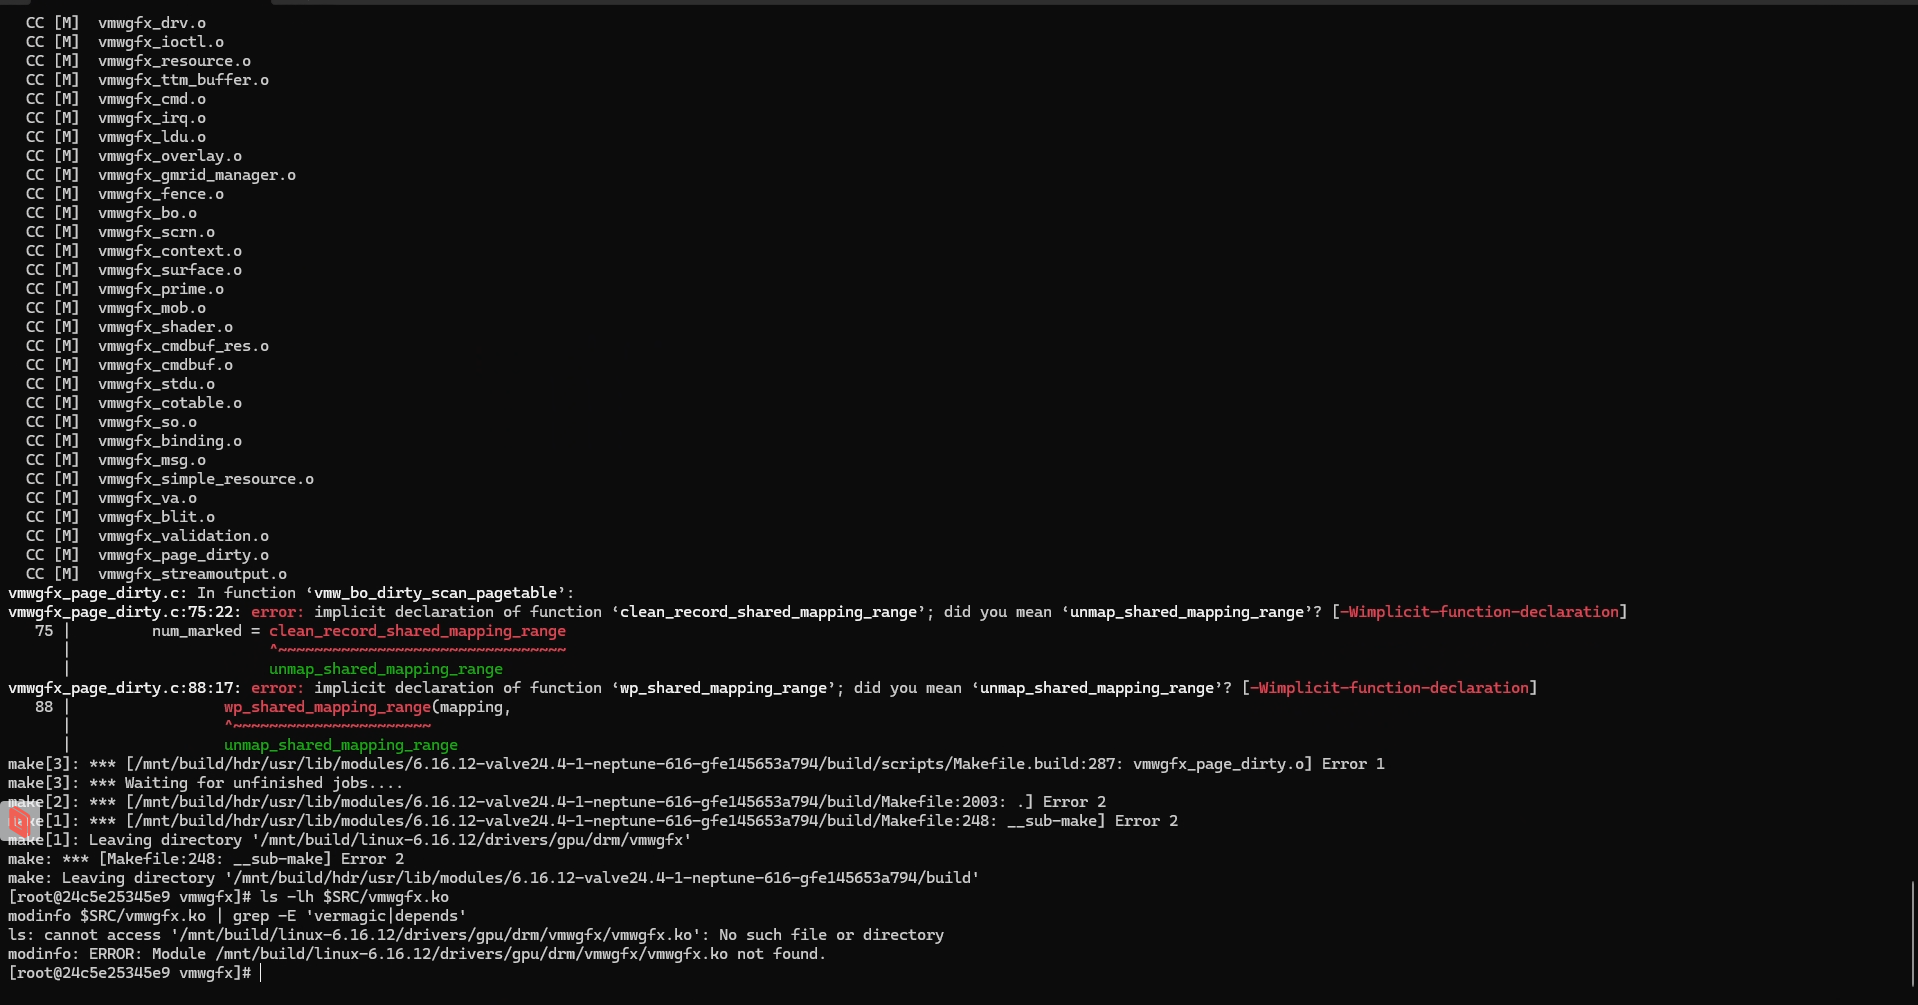 CC [M]  vmwgfx_drv.o
CC [M]  vmwgfx_ioctl.o
CC [M]  vmwgfx_resource.o
CC [M]  vmwgfx_ttm_buffer.o
CC [M]  vmwgfx_cmd.o
CC [M]  vmwgfx_irq.o
CC [M]  vmwgfx_ldu.o
CC [M]  vmwgfx_overlay.o
CC [M]  vmwgfx_gmrid_manager.o
CC [M]  vmwgfx_fence.o
CC [M]  vmwgfx_bo.o
CC [M]  vmwgfx_scrn.o
CC [M]  vmwgfx_context.o
CC [M]  vmwgfx_surface.o
CC [M]  vmwgfx_prime.o
CC [M]  vmwgfx_mob.o
CC [M]  vmwgfx_shader.o
CC [M]  vmwgfx_cmdbuf_res.o
CC [M]  vmwgfx_cmdbuf.o
CC [M]  vmwgfx_stdu.o
CC [M]  vmwgfx_cotable.o
CC [M]  vmwgfx_so.o
CC [M]  vmwgfx_binding.o
CC [M]  vmwgfx_msg.o
CC [M]  vmwgfx_simple_resource.o
CC [M]  vmwgfx_va.o
CC [M]  vmwgfx_blit.o
CC [M]  vmwgfx_validation.o
CC [M]  vmwgfx_page_dirty.o
CC [M]  vmwgfx_streamoutput.o
vmwgfx_page_dirty.c: In function ‘vmw_bo_dirty_scan_pagetable’:
vmwgfx_page_dirty.c:75:22: error: implicit declaration of function ‘clean_record_shared_mapping_range’; did you mean ‘unmap_shared_mapping_range’? [-Wimplicit-function-declaration]
   75 |         num_marked = clean_record_shared_mapping_range
      |                      ^~~~~~~~~~~~~~~~~~~~~~~~~~~~~~~~~
      |                      unmap_shared_mapping_range
vmwgfx_page_dirty.c:88:17: error: implicit declaration of function ‘wp_shared_mapping_range’; did you mean ‘unmap_shared_mapping_range’? [-Wimplicit-function-declaration]
   88 |                 wp_shared_mapping_range(mapping,
      |                 ^~~~~~~~~~~~~~~~~~~~~~~
      |                 unmap_shared_mapping_range
make[3]: *** [/mnt/build/hdr/usr/lib/modules/6.16.12-valve24.4-1-neptune-616-gfe145653a794/build/scripts/Makefile.build:287: vmwgfx_page_dirty.o] Error 1
make[3]: *** Waiting for unfinished jobs....
make[2]: *** [/mnt/build/hdr/usr/lib/modules/6.16.12-valve24.4-1-neptune-616-gfe145653a794/build/Makefile:2003: .] Error 2
make[1]: *** [/mnt/build/hdr/usr/lib/modules/6.16.12-valve24.4-1-neptune-616-gfe145653a794/build/Makefile:248: __sub-make] Error 2
make[1]: Leaving directory '/mnt/build/linux-6.16.12/drivers/gpu/drm/vmwgfx'
make: *** [Makefile:248: __sub-make] Error 2
make: Leaving directory '/mnt/build/hdr/usr/lib/modules/6.16.12-valve24.4-1-neptune-616-gfe145653a794/build'
[root@24c5e25345e9 vmwgfx]# ls -lh $SRC/vmwgfx.ko
modinfo $SRC/vmwgfx.ko | grep -E 'vermagic|depends'
ls: cannot access '/mnt/build/linux-6.16.12/drivers/gpu/drm/vmwgfx/vmwgfx.ko': No such file or directory
modinfo: ERROR: Module /mnt/build/linux-6.16.12/drivers/gpu/drm/vmwgfx/vmwgfx.ko not found.
[root@24c5e25345e9 vmwgfx]#